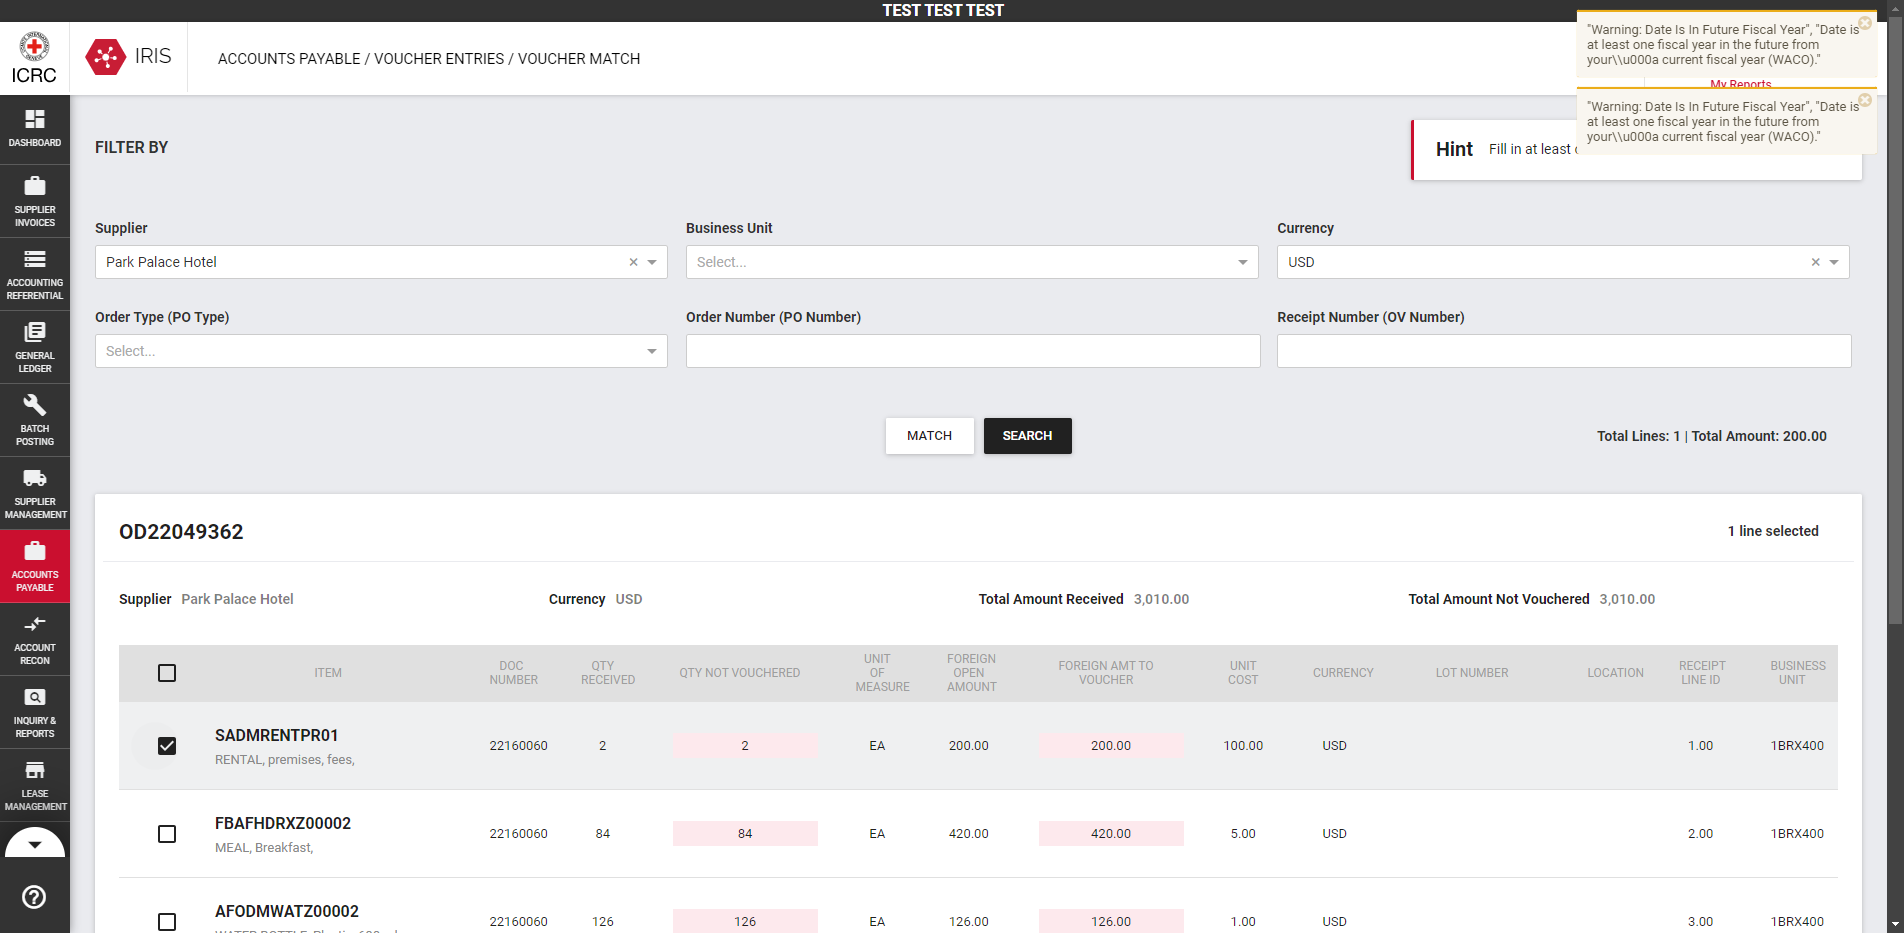 TEST TEST TEST
ICRC
IRIS
ACCOUNTS PAYABLE / VOUCHER ENTRIES / VOUCHER MATCH
"Warning: Date Is In Future Fiscal Year", "Date is
at least one fiscal year in the future from
your\\u000a current fiscal year (WACO)."
My Reports
"Warning: Date Is In Future Fiscal Year", "Date is
at least one fiscal year in the future from
your\\u000a current fiscal year (WACO)."
DASHBOARD
SUPPLIER
INVOICES
ACCOUNTING
REFERENTIAL
GENERAL
LEDGER
BATCH
POSTING
SUPPLIER
MANAGEMENT
ACCOUNTS
PAYABLE
ACCOUNT
RECON
INQUIRY &
REPORTS
LEASE
MANAGEMENT
FILTER BY
Hint Fill in at least
Supplier
Park Palace Hotel
Business Unit
Select...
Currency
USD
Order Type (PO Type)
Select...
Order Number (PO Number)
Receipt Number (OV Number)
MATCH
SEARCH
Total Lines: 1 | Total Amount: 200.00
OD22049362
1 line selected
Supplier Park Palace Hotel
Currency USD
Total Amount Received 3,010.00
Total Amount Not Vouchered 3,010.00
ITEM
DOC
NUMBER
QTY
RECEIVED
QTY NOT VOUCHERED
UNIT
OF
MEASURE
FOREIGN
OPEN
AMOUNT
FOREIGN AMT TO
VOUCHER
UNIT
COST
CURRENCY
LOT NUMBER
LOCATION
RECEIPT
LINE ID
BUSINESS
UNIT
SADMRENTPR01
RENTAL, premises, fees,
22160060 2 2 EA 200.00 200.00 100.00 USD 1.00 1BRX400
FBAFHDRXZ00002
MEAL, Breakfast,
22160060 84 84 EA 420.00 420.00 5.00 USD 2.00 1BRX400
AFODMWATZ00002
22160060 126 126 EA 126.00 126.00 1.00 USD 3.00 1BRX400